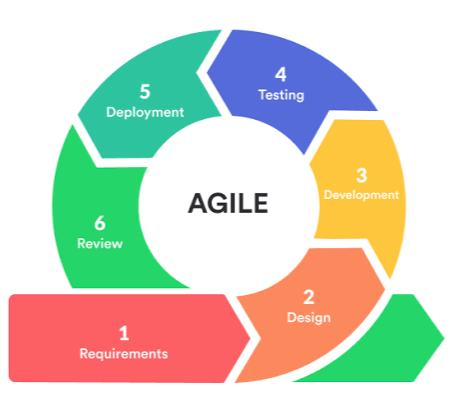 AGILE
1
Requirements
2
Design
3
Development
4
Testing
5
Deployment
6
Review